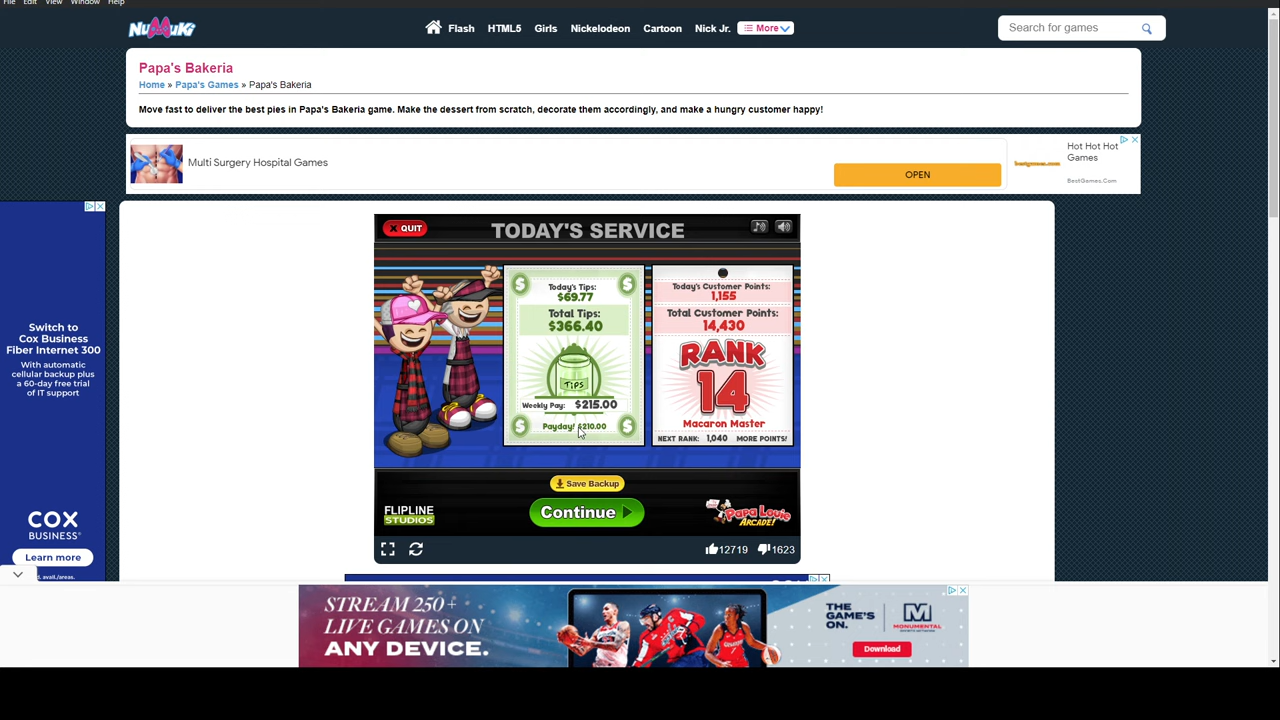 File Edit View Window Help
NuMuKi
Flash HTML5 Girls Nickelodeon Cartoon Nick Jr. More
Search for games
Papa's Bakeria
Home » Papa's Games » Papa's Bakeria
Move fast to deliver the best pies in Papa's Bakeria game. Make the dessert from scratch, decorate them accordingly, and make a hungry customer happy!
Multi Surgery Hospital Games
OPEN
bestgames.com
Hot Hot Hot
Games
BestGames.Com
Switch to
Cox Business
Fiber Internet 300
With automatic
cellular backup plus
a 60-day free trial
of IT support
COX
BUSINESS
Learn more
QUIT
TODAY'S SERVICE
Today's Tips:
$69.77
Total Tips:
$366.40
TIPS
Weekly Pay: $215.00
Payday! $210.00
Today's Customer Points:
1,155
Total Customer Points:
14,430
RANK
14
Macaron Master
NEXT RANK: 1,040 MORE POINTS!
Save Backup
Continue
FLIPLINE
STUDIOS
Papa Louie
ARCADE!
12719 1623
STREAM 250+
LIVE GAMES ON
ANY DEVICE.
THE
GAME'S
ON.
MONUMENTAL
Download